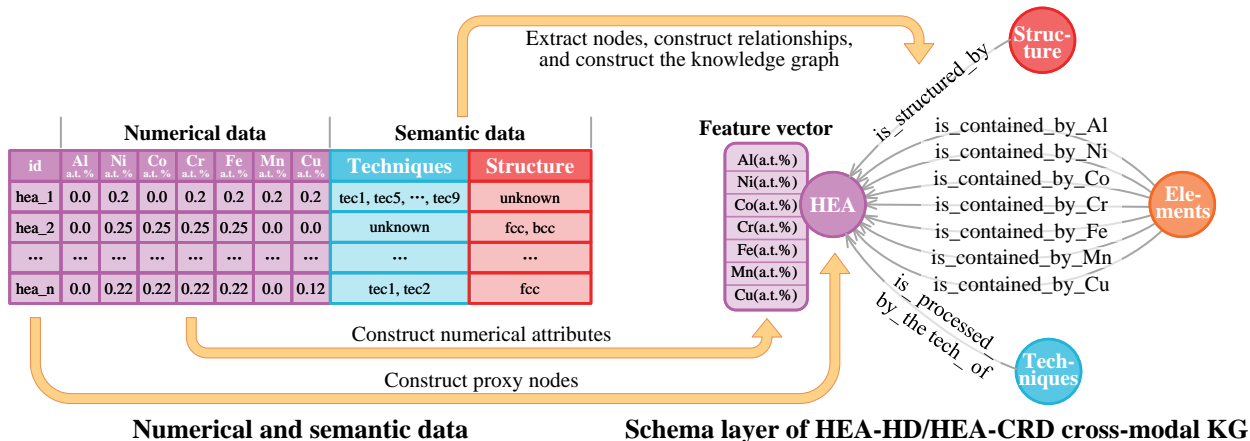 Extract nodes, construct relationships,
and construct the knowledge graph
Numerical data Semantic data
id Al a.t. % Ni a.t. % Co a.t. % Cr a.t. % Fe a.t. % Mn a.t. % Cu a.t. % Techniques Structure
hea_1 0.0 0.2 0.0 0.2 0.2 0.2 0.2 tec1, tec5, ···, tec9 unknown
hea_2 0.0 0.25 0.25 0.25 0.25 0.0 0.0 unknown fcc, bcc
··· ··· ··· ··· ··· ··· ··· ··· ··· ···
hea_n 0.0 0.22 0.22 0.22 0.22 0.0 0.12 tec1, tec2 fcc
Construct numerical attributes
Construct proxy nodes
Numerical and semantic data
Feature vector
Al(a.t.%)
Ni(a.t.%)
Co(a.t.%)
Cr(a.t.%)
Fe(a.t.%)
Mn(a.t.%)
Cu(a.t.%)
HEA
Struc-
ture
is_structured_by
is_contained_by_Al
is_contained_by_Ni
is_contained_by_Co
is_contained_by_Cr
is_contained_by_Fe
is_contained_by_Mn
is_contained_by_Cu
Ele-
ments
is_ processed_
by_the tech_ of
Tech-
niques
Schema layer of HEA-HD/HEA-CRD cross-modal KG